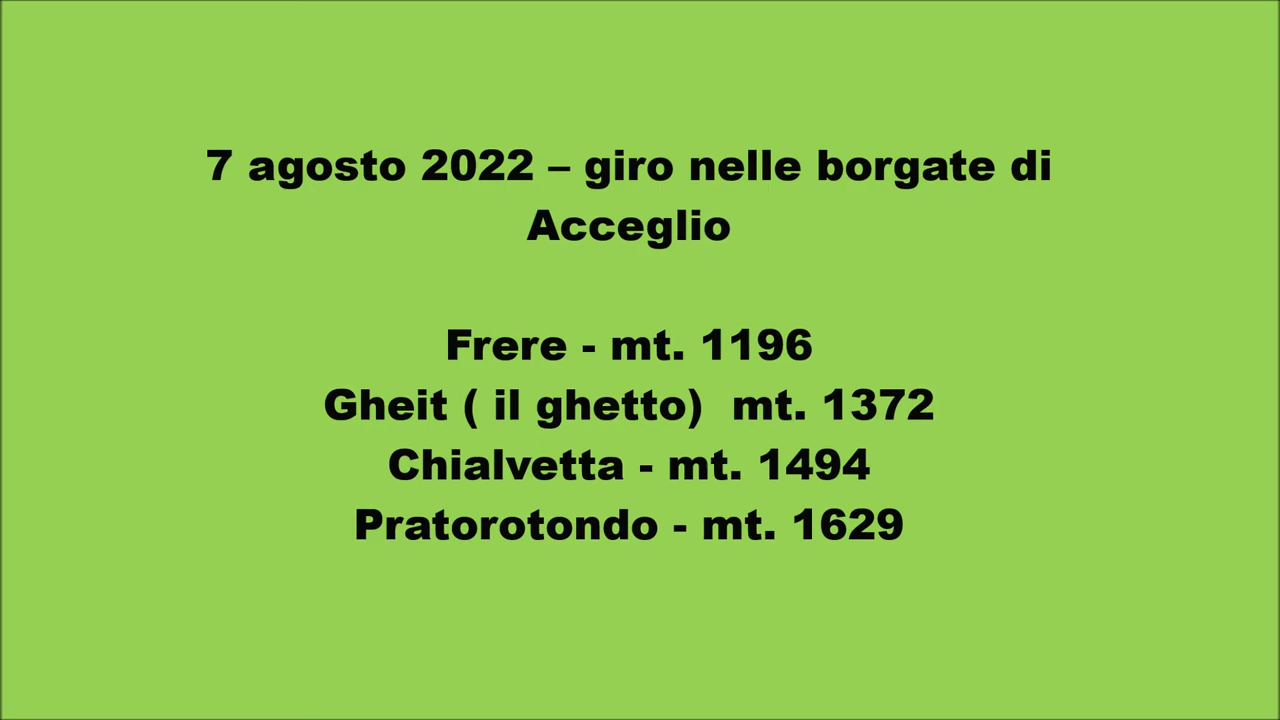 7 agosto 2022 – giro nelle borgate di
Acceglio
Frere - mt. 1196
Gheit ( il ghetto)  mt. 1372
Chialvetta - mt. 1494
Pratorotondo - mt. 1629